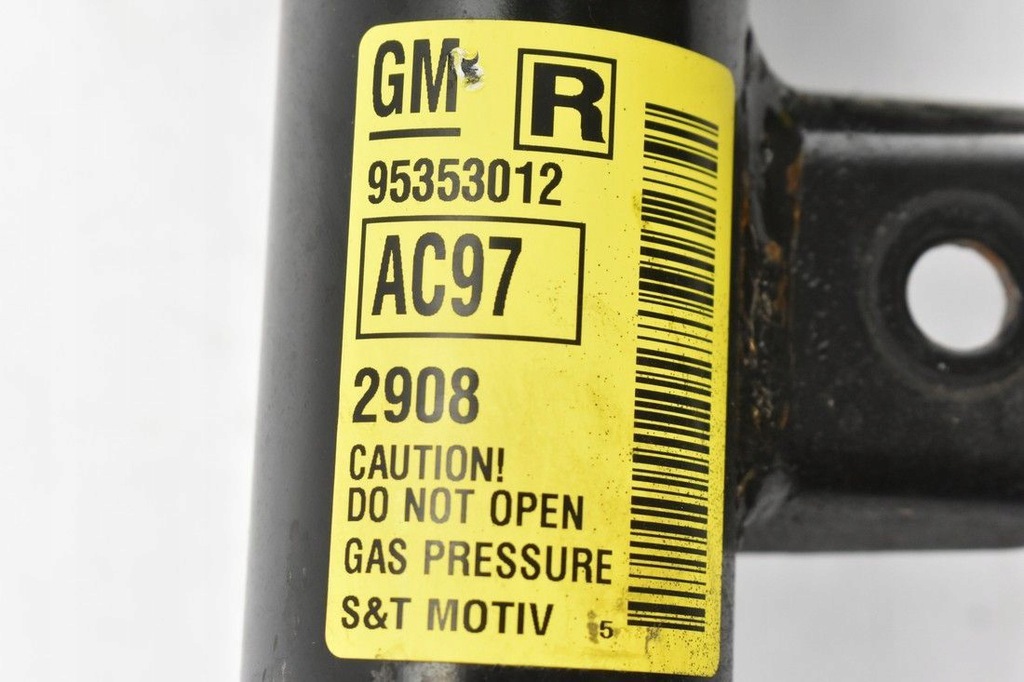 GM R
95353012
AC97
2908
CAUTION!
DO NOT OPEN
GAS PRESSURE
S&T MOTIV 5